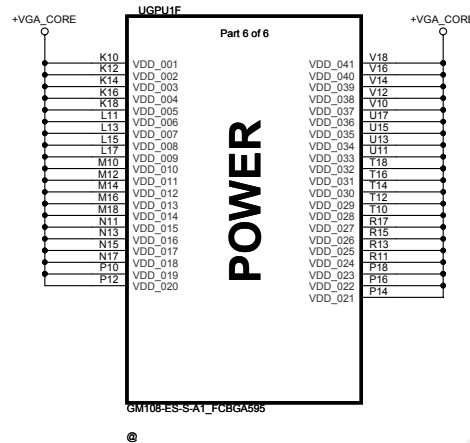 UGPU1F
+VGA_CORE
+VGA_CORE
Part 6 of 6
K10 VDD_001 VDD_041 V18
K12 VDD_002 VDD_040 V16
K14 VDD_003 VDD_039 V14
K16 VDD_004 VDD_038 V12
K18 VDD_005 VDD_037 V10
L11 VDD_006 VDD_036 U17
L13 VDD_007 VDD_035 U15
L15 VDD_008 VDD_034 U13
L17 VDD_009 VDD_033 U11
M10 VDD_010 VDD_032 T18
M12 VDD_011 VDD_031 T16
M14 VDD_012 VDD_030 T14
M16 VDD_013 VDD_029 T12
M18 VDD_014 VDD_028 T10
N11 VDD_015 VDD_027 R17
N13 VDD_016 VDD_026 R15
N15 VDD_017 VDD_025 R13
N17 VDD_018 VDD_024 R11
P10 VDD_019 VDD_023 P18
P12 VDD_020 VDD_022 P16
VDD_021 P14
POWER
GM108-ES-S-A1_FCBGA595
@